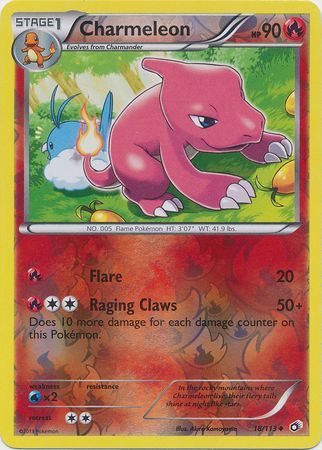 STAGE1
Charmeleon
HP 90
Evolves from Charmander
NO. 005 Flame Pokémon HT: 3'07" WT: 41.9 lbs.
Flare 20
Raging Claws 50+
Does 10 more damage for each damage counter on
this Pokémon.
weakness resistance
×2
retreat
In the rocky mountains where
Charmeleon live, their fiery tails
shine at night like stars.
Illus. Akira Komayama
©2013 Pokémon
18/113